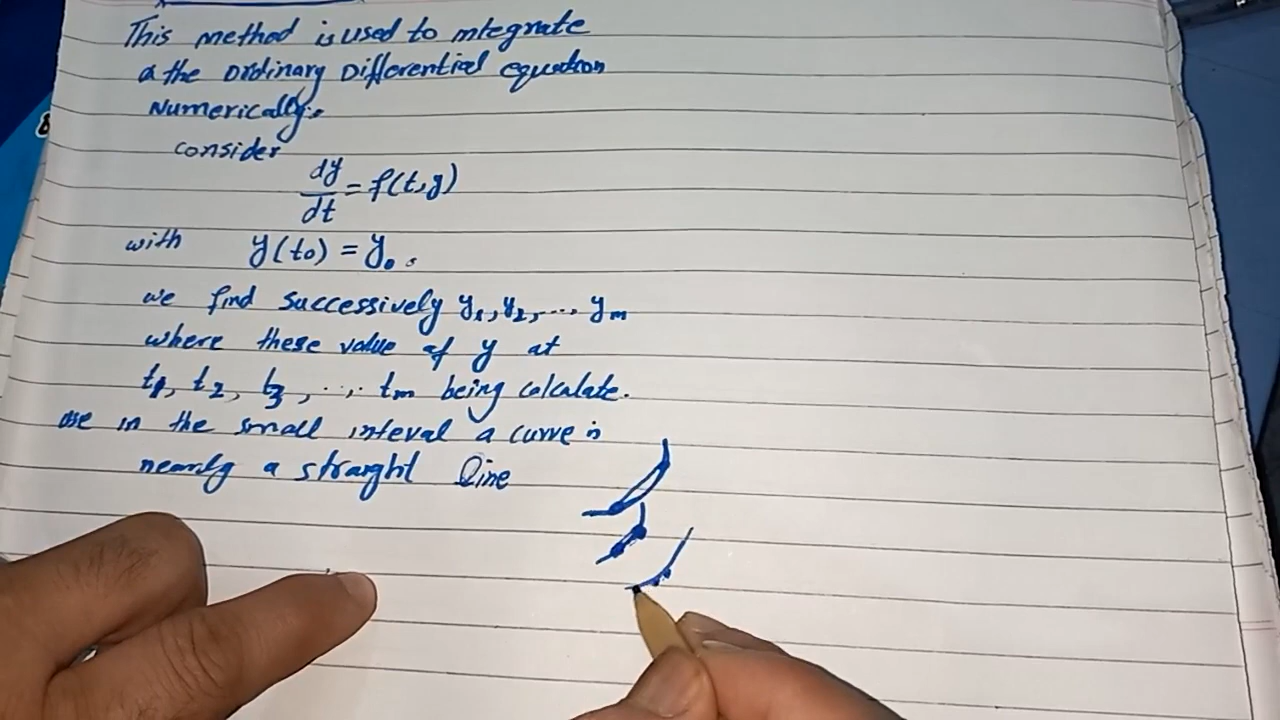 This method is used to integrate
a the ordinary Differential equation
Numerically.
consider
dy/dt = f(t,y)
with y(t0) = y0.
we find successively y1, y2, ... ym
where these value of y at
t1, t2, t3, ... tm being calculate.
use in the small inteval a curve is
nearly a straght line